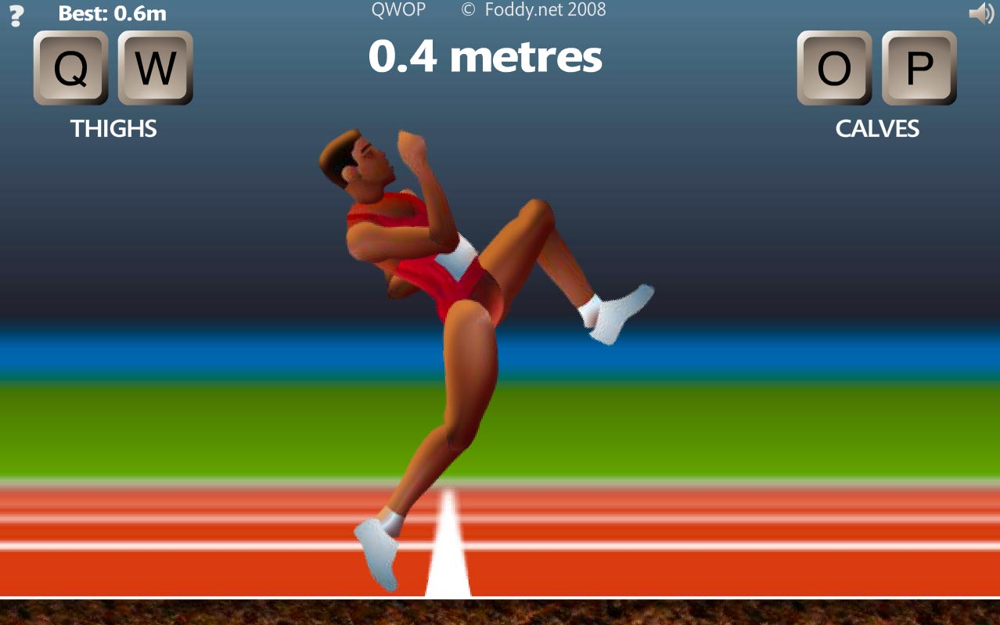 ?
Best: 0.6m
QWOP © Foddy.net 2008
Q W
0.4 metres
O P
THIGHS
CALVES